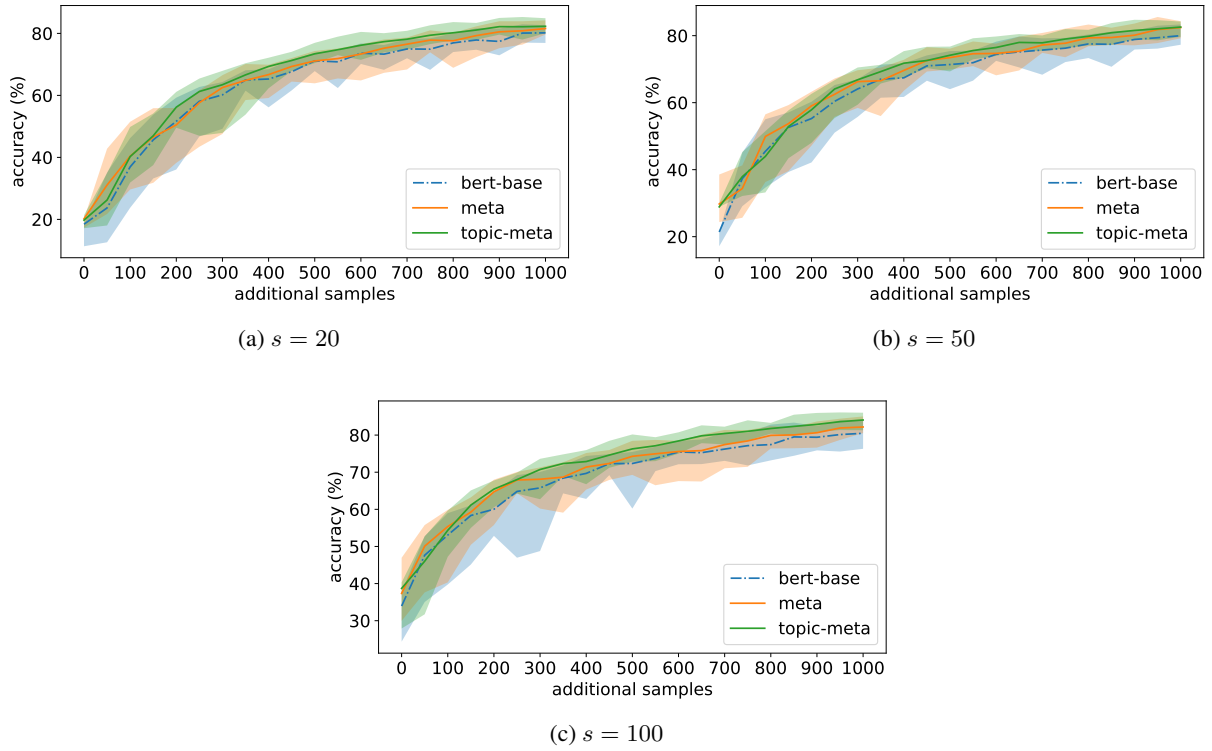 accuracy (%)
80
60
40
20
bert-base
meta
topic-meta
0 100 200 300 400 500 600 700 800 900 1000
additional samples
(a) s = 20
accuracy (%)
80
60
40
20
bert-base
meta
topic-meta
0 100 200 300 400 500 600 700 800 900 1000
additional samples
(b) s = 50
accuracy (%)
80
70
60
50
40
30
bert-base
meta
topic-meta
0 100 200 300 400 500 600 700 800 900 1000
additional samples
(c) s = 100